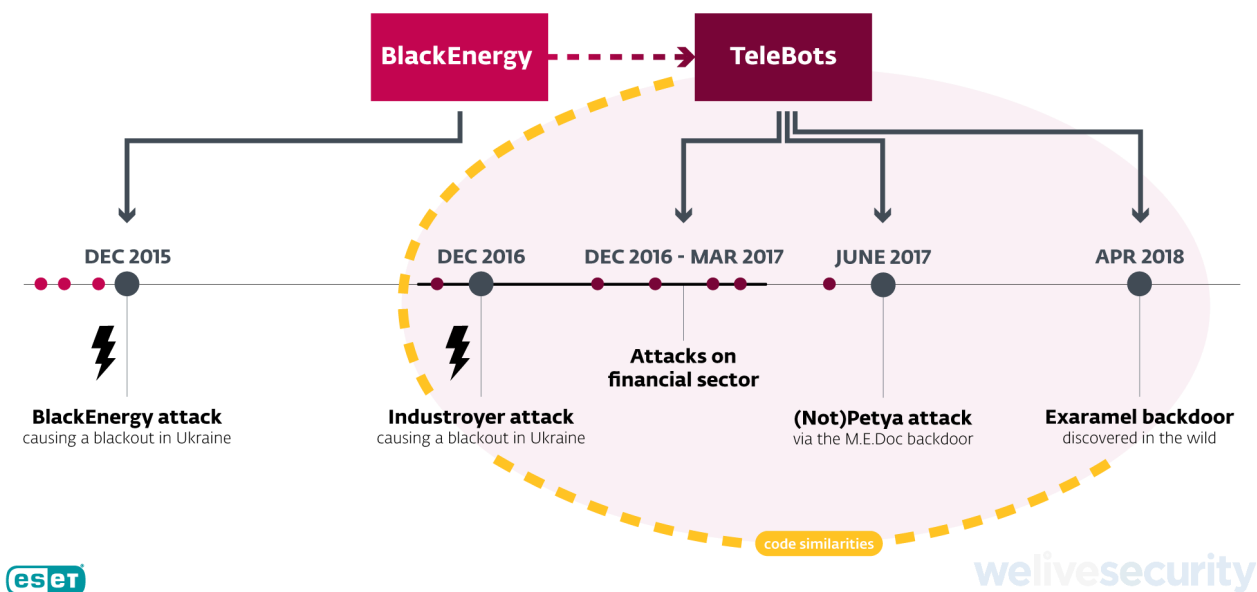 BlackEnergy
TeleBots
DEC 2015
DEC 2016
DEC 2016 - MAR 2017
JUNE 2017
APR 2018
Attacks on
financial sector
BlackEnergy attack
causing a blackout in Ukraine
Industroyer attack
causing a blackout in Ukraine
(Not)Petya attack
via the M.E.Doc backdoor
Exaramel backdoor
discovered in the wild
code similarities
eseT
welivesecurity